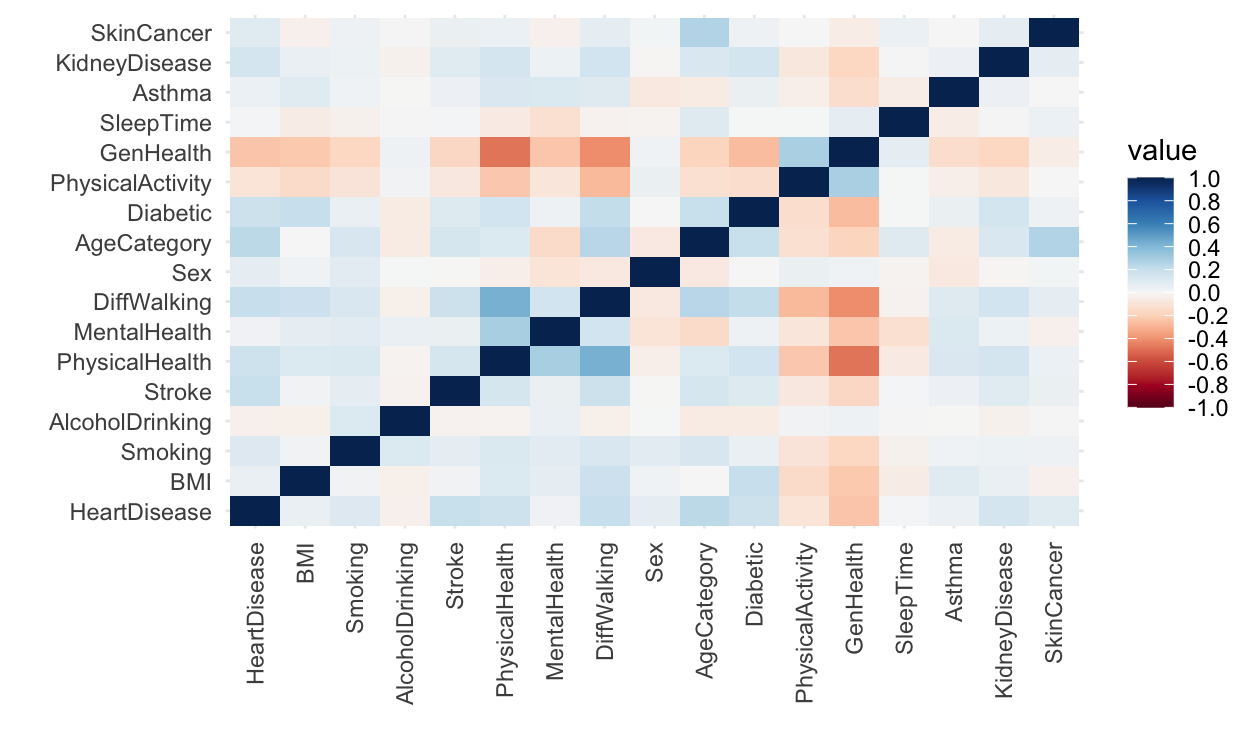 SkinCancer
KidneyDisease
Asthma
SleepTime
GenHealth
PhysicalActivity
Diabetic
AgeCategory
Sex
DiffWalking
MentalHealth
PhysicalHealth
Stroke
AlcoholDrinking
Smoking
BMI
HeartDisease
HeartDisease
BMI
Smoking
AlcoholDrinking
Stroke
PhysicalHealth
MentalHealth
DiffWalking
Sex
AgeCategory
Diabetic
PhysicalActivity
GenHealth
SleepTime
Asthma
KidneyDisease
SkinCancer
value
1.0
0.8
0.6
0.4
0.2
0.0
-0.2
-0.4
-0.6
-0.8
-1.0